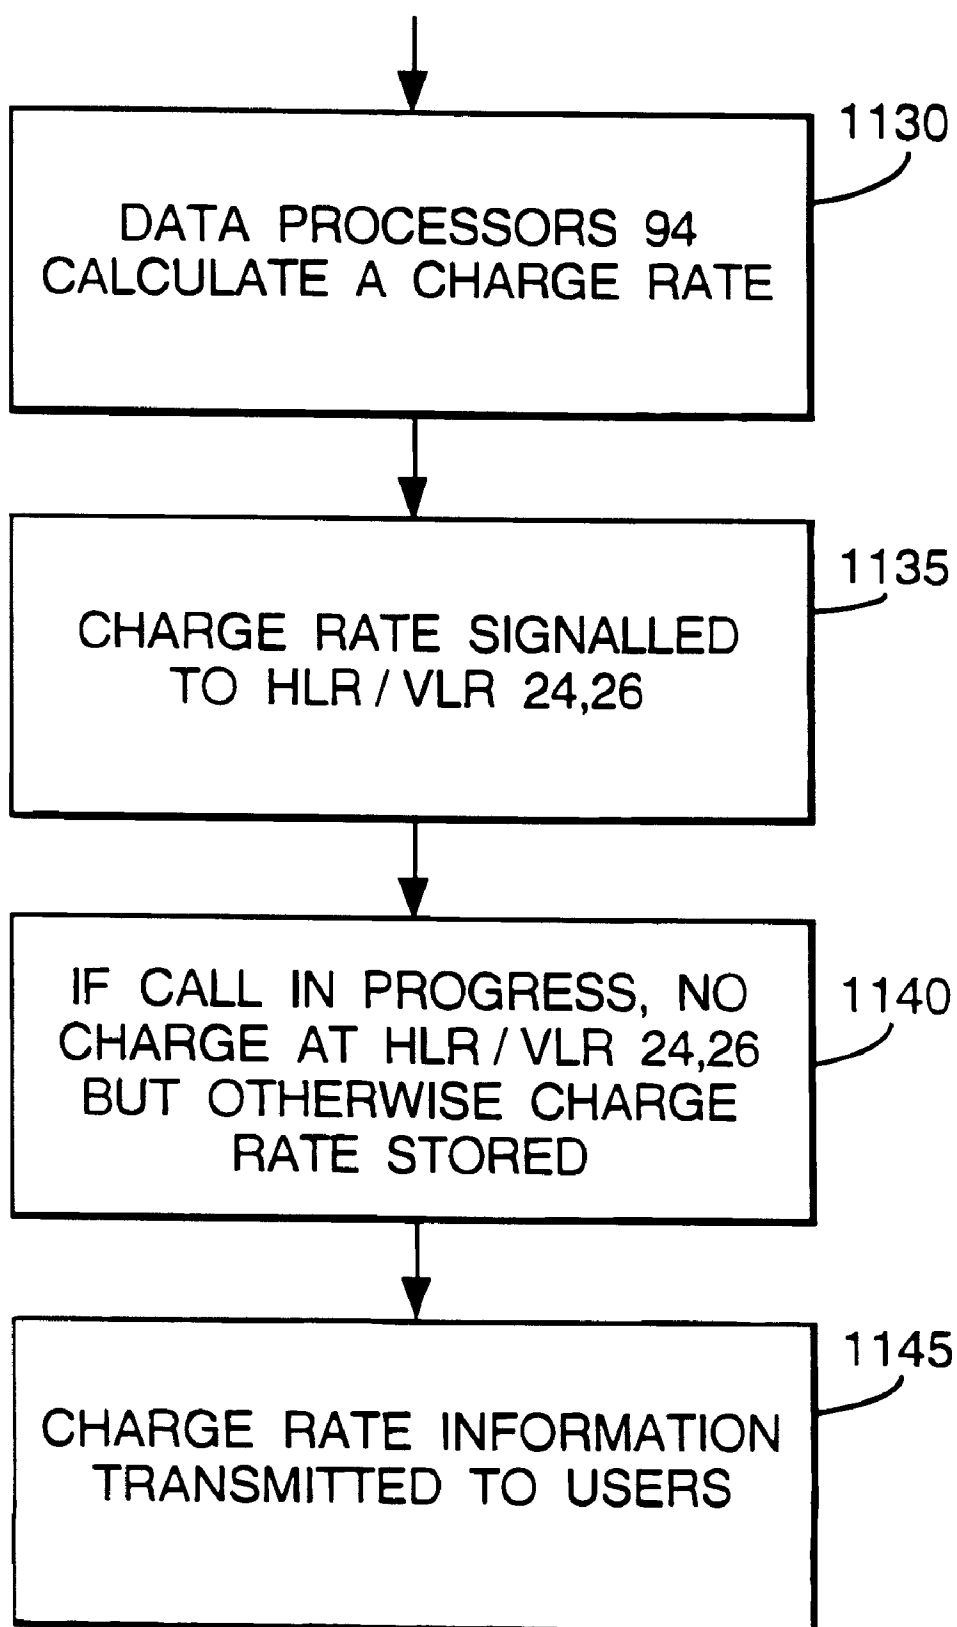 1130
DATA PROCESSORS 94
CALCULATE A CHARGE RATE
1135
CHARGE RATE SIGNALLED
TO HLR / VLR 24,26
1140
IF CALL IN PROGRESS, NO
CHARGE AT HLR / VLR 24,26
BUT OTHERWISE CHARGE
RATE STORED
1145
CHARGE RATE INFORMATION
TRANSMITTED TO USERS